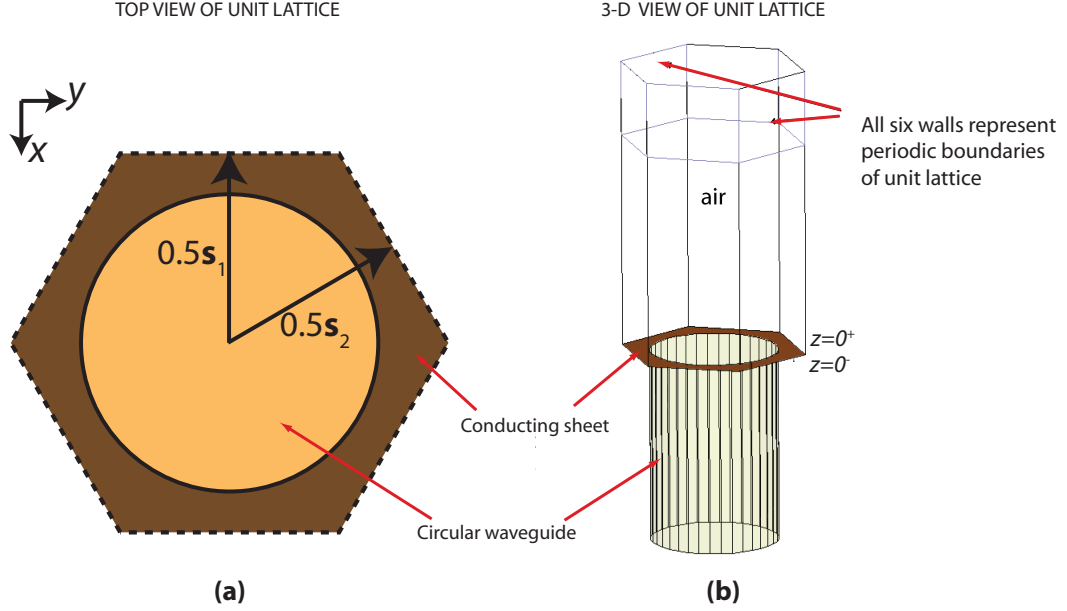 TOP VIEW OF UNIT LATTICE
3-D VIEW OF UNIT LATTICE
y
x
0.5s₁
0.5s₂
All six walls represent
periodic boundaries
of unit lattice
air
z=0⁺
z=0⁻
Conducting sheet
Circular waveguide
(a)
(b)